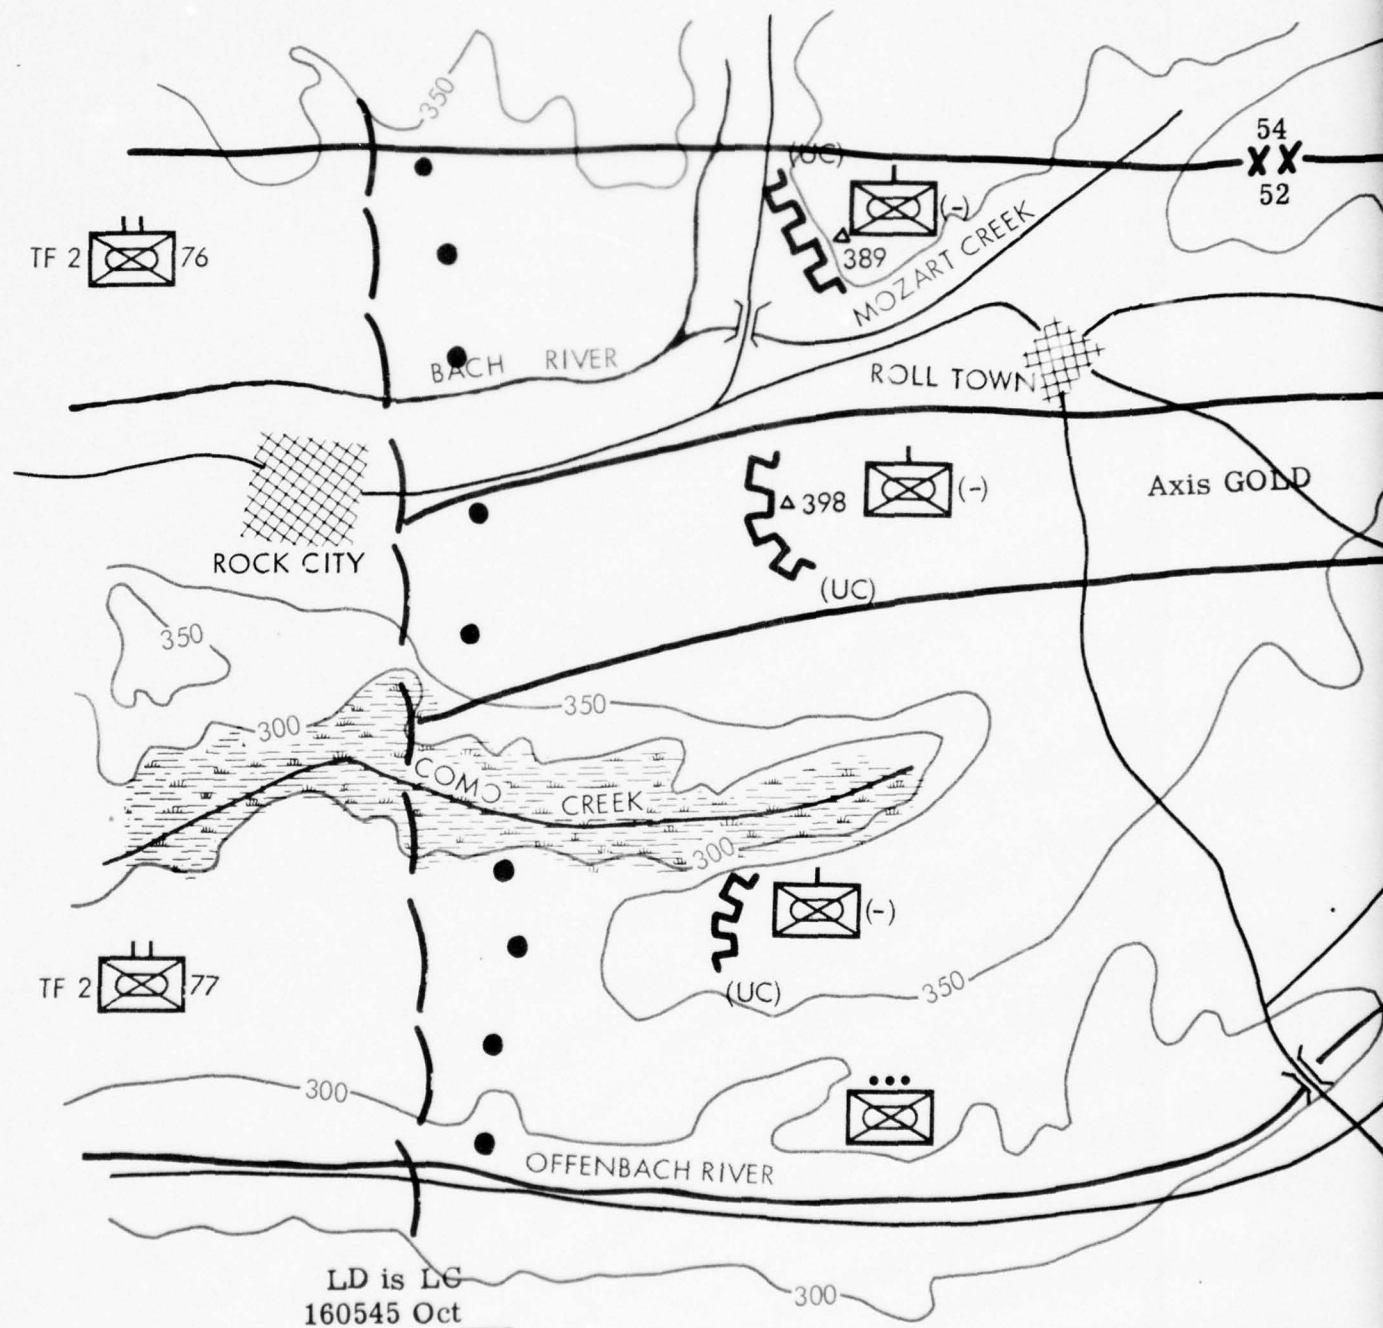 350
(UC)
54
XX
52
TF 2 76
(-)
389
MOZART CREEK
BACH RIVER
ROLL TOWN
398
(-)
Axis GOLD
ROCK CITY
(UC)
350
350
300
COMO CREEK
300
(-)
TF 2 77
(UC)
350
300
OFFENBACH RIVER
LD is LC
160545 Oct
300